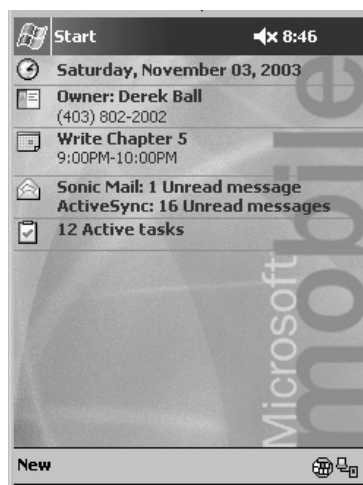 Start 8:46
Saturday, November 03, 2003
Owner: Derek Ball
(403) 802-2002
Write Chapter 5
9:00PM-10:00PM
Sonic Mail: 1 Unread message
ActiveSync: 16 Unread messages
12 Active tasks
Microsoft
mobile
New